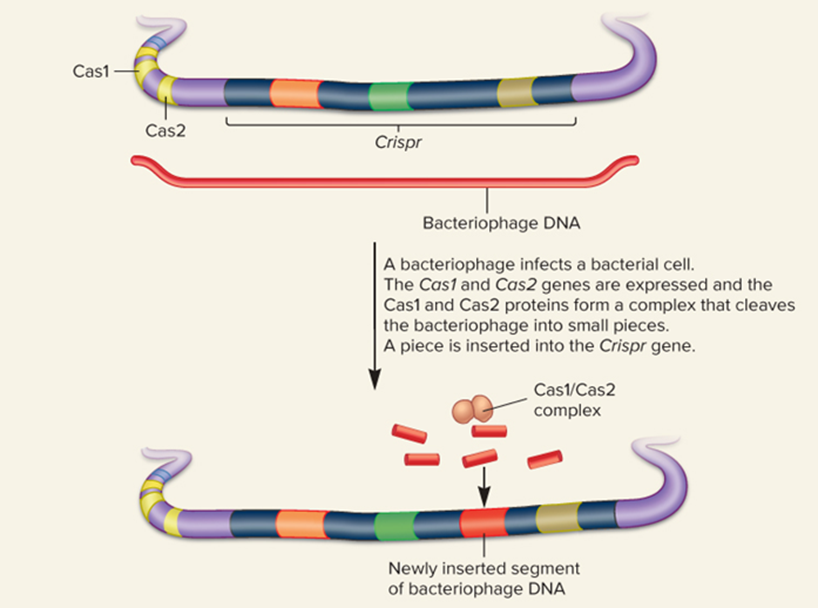 Cas1
Cas2
Crispr
Bacteriophage DNA
A bacteriophage infects a bacterial cell.
The Cas1 and Cas2 genes are expressed and the
Cas1 and Cas2 proteins form a complex that cleaves
the bacteriophage into small pieces.
A piece is inserted into the Crispr gene.
Cas1/Cas2
complex
Newly inserted segment
of bacteriophage DNA